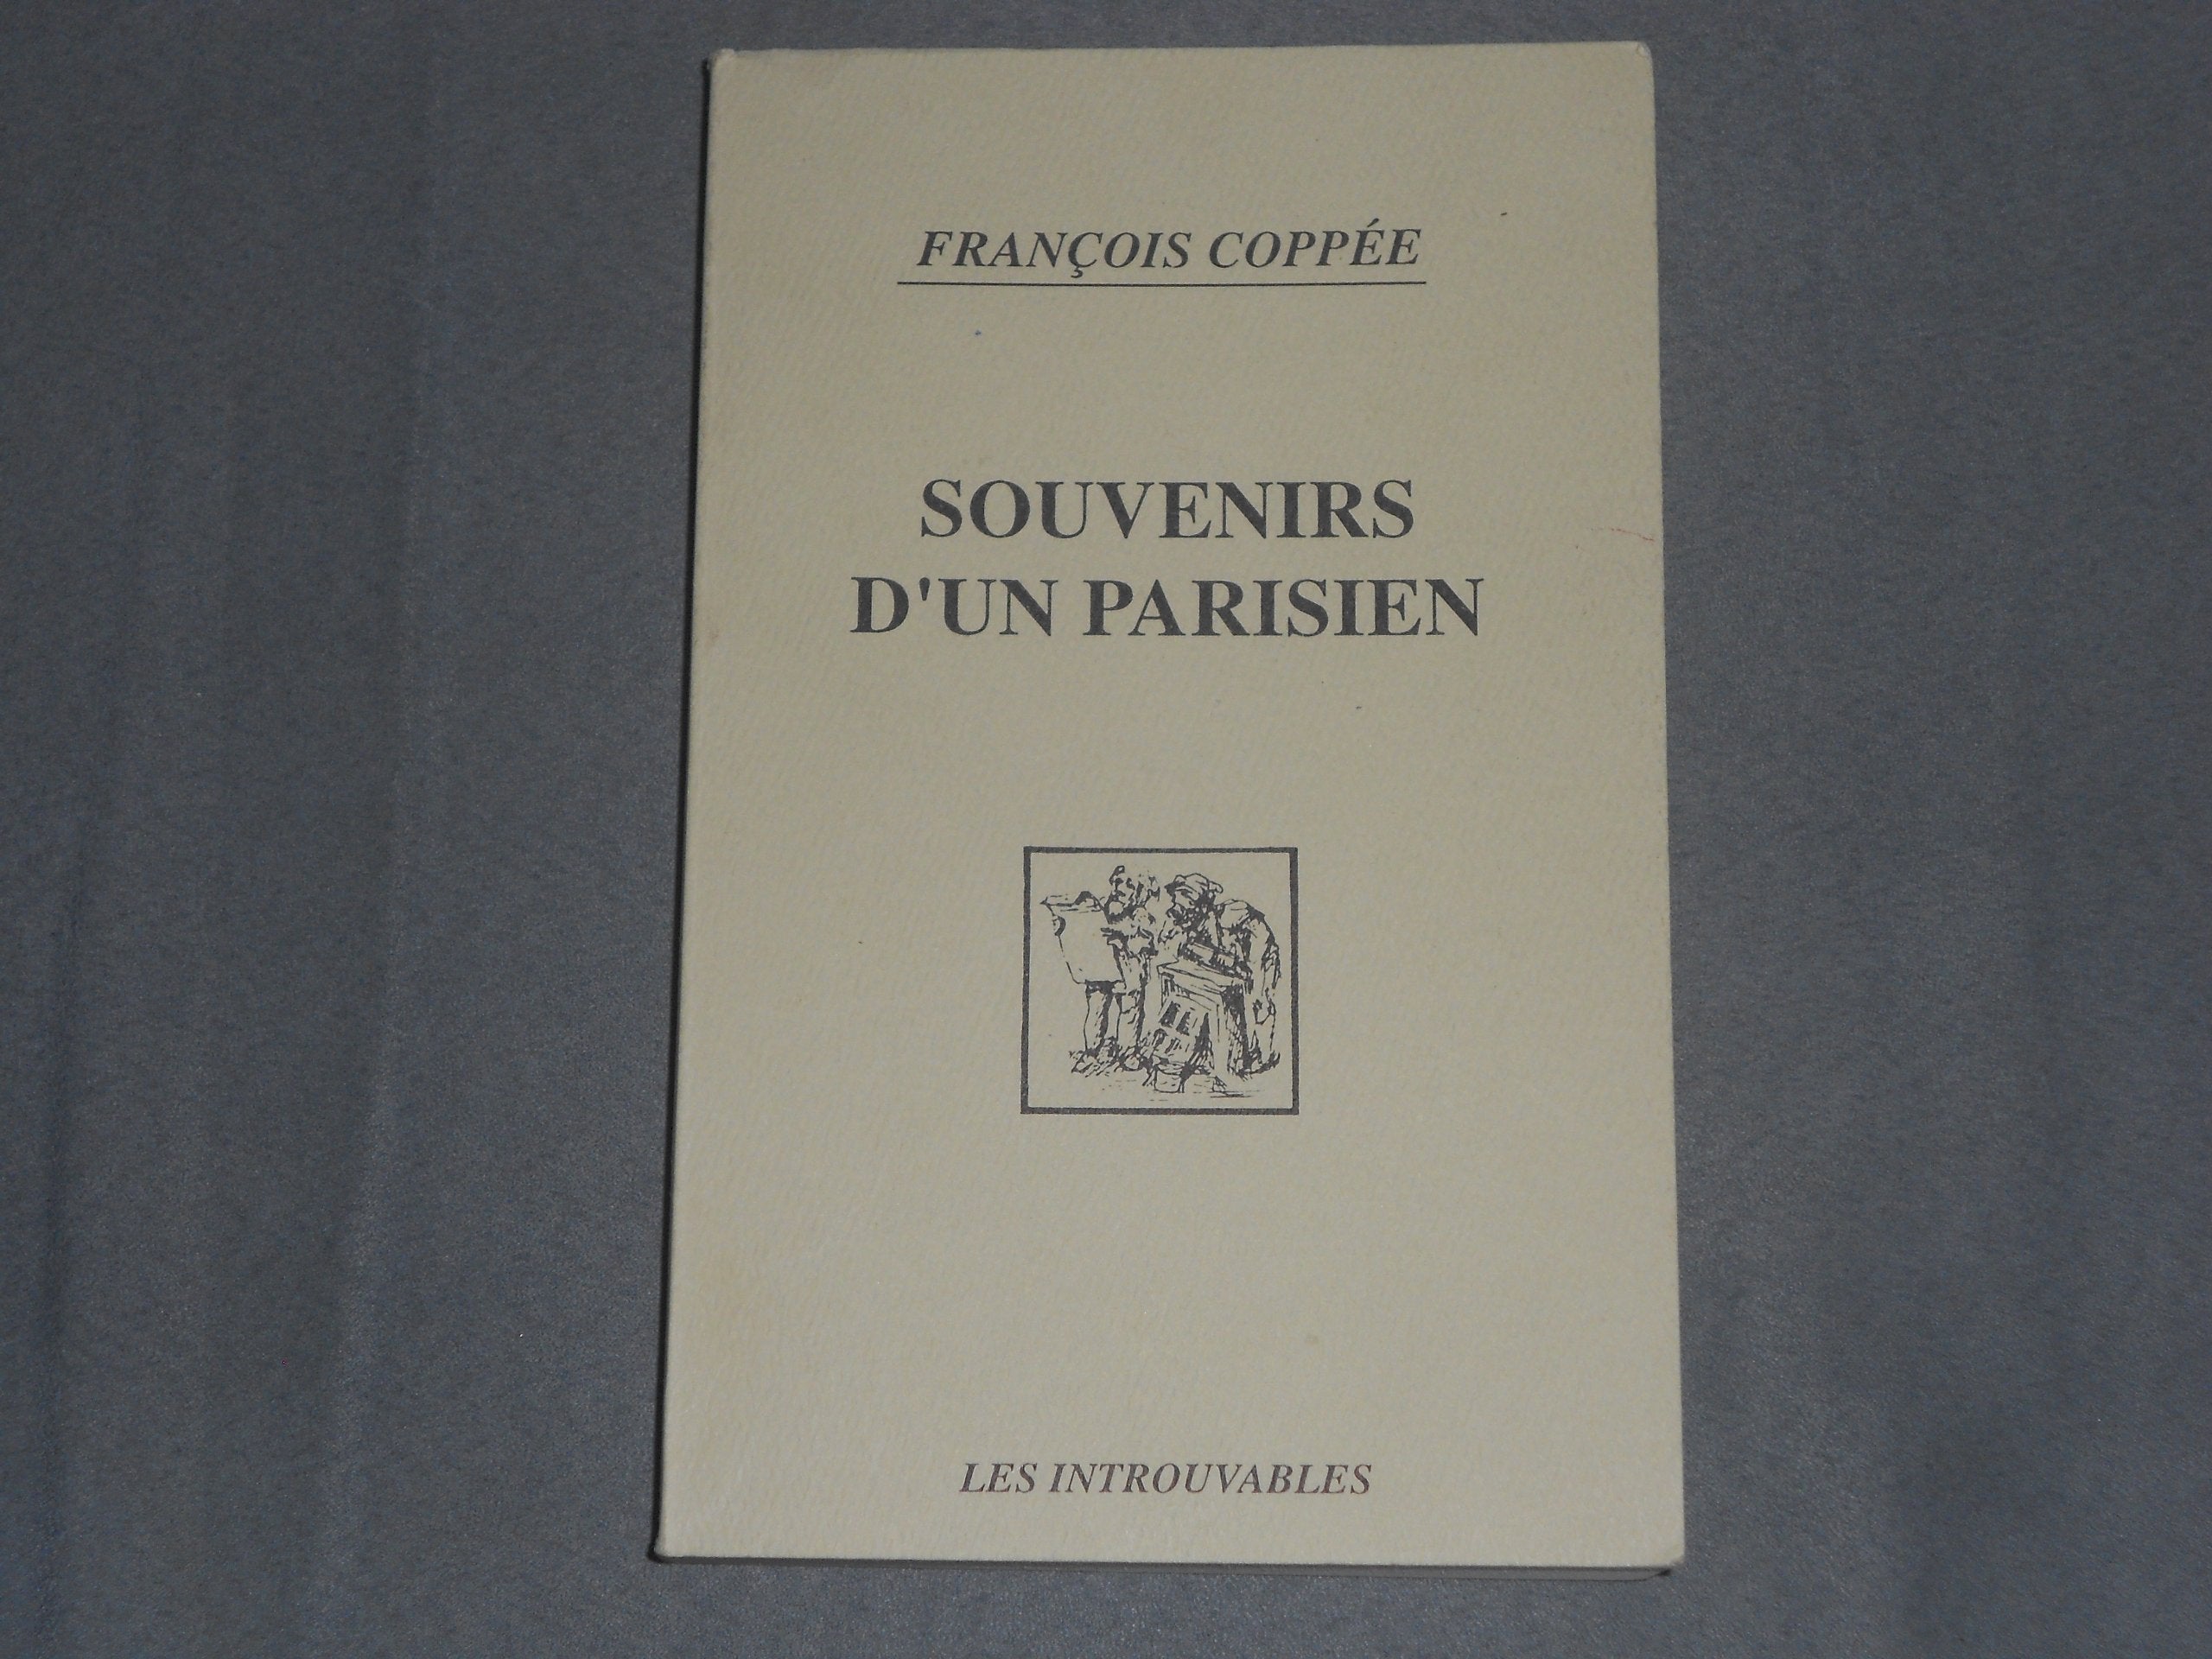 FRANÇOIS COPPÉE
SOUVENIRS
D'UN PARISIEN
LES INTROUVABLES